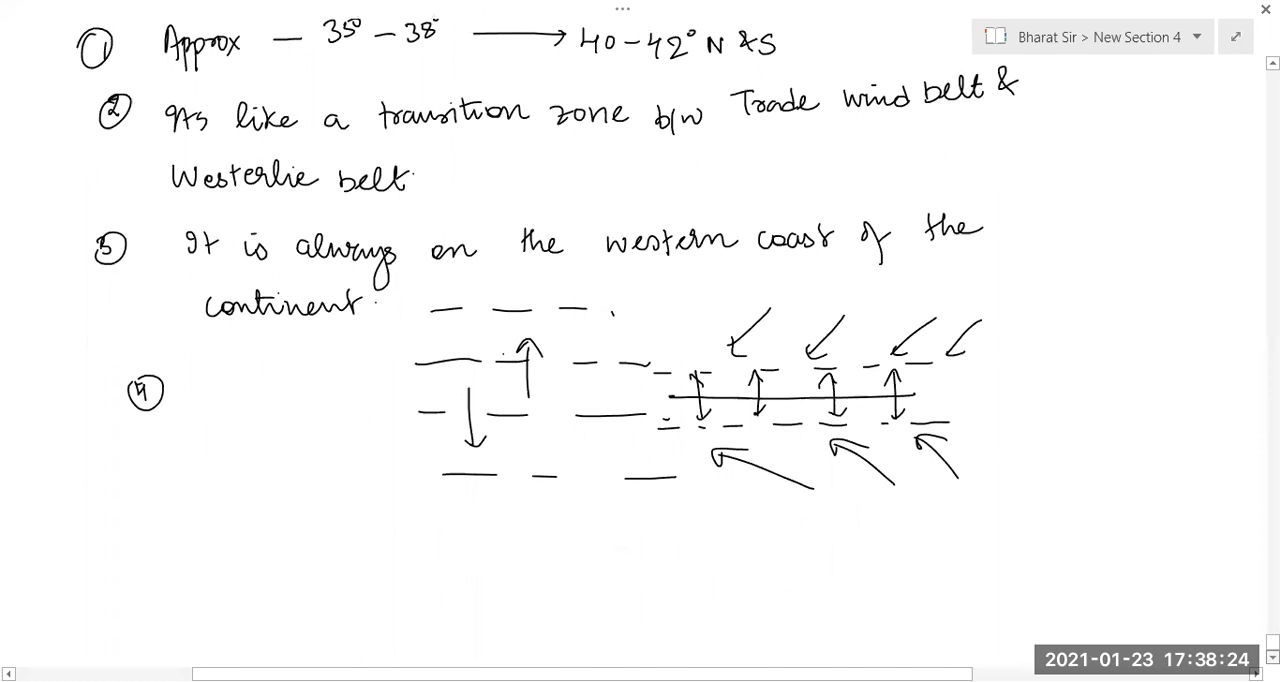 Bharat Sir > New Section 4
① Approx — 35° – 38° ⟶ 40 – 42° N & S
② It's like a transition zone b/w Trade wind belt &
Westerlie belt.
③ It is always on the western coast of the
continent.
④
2021-01-23 17:38:24